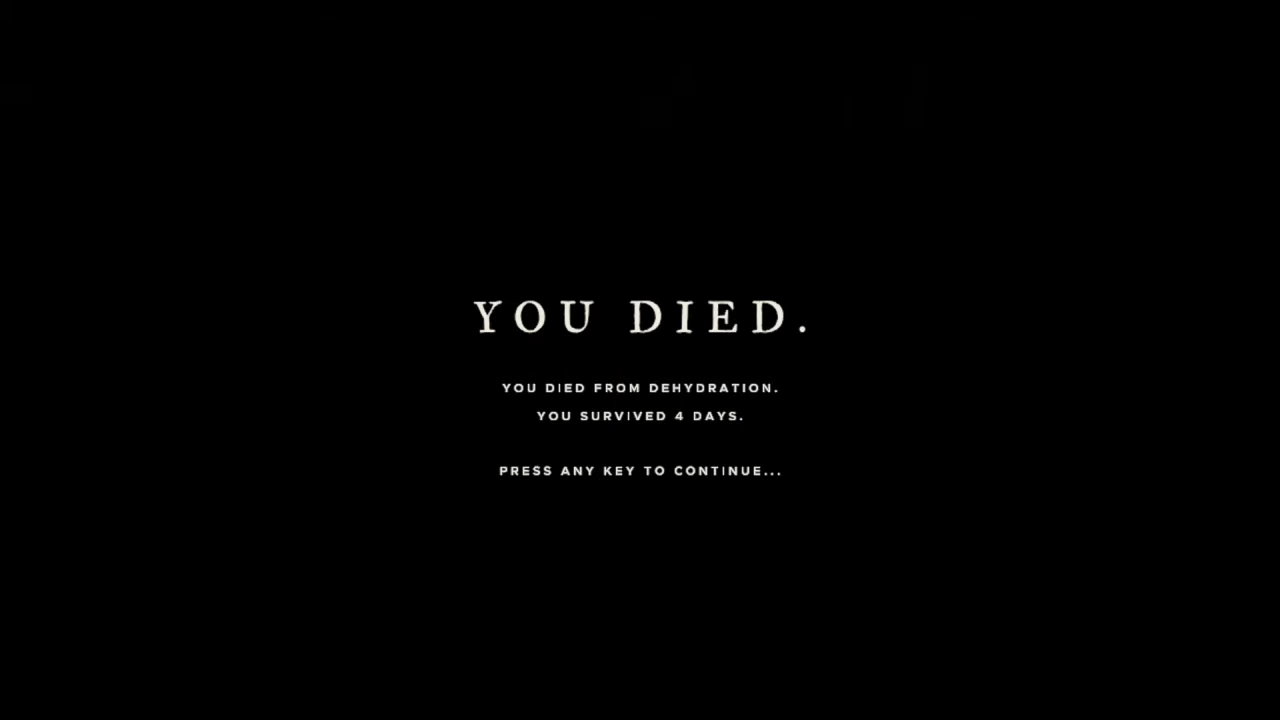 YOU DIED.
YOU DIED FROM DEHYDRATION.
YOU SURVIVED 4 DAYS.
PRESS ANY KEY TO CONTINUE...